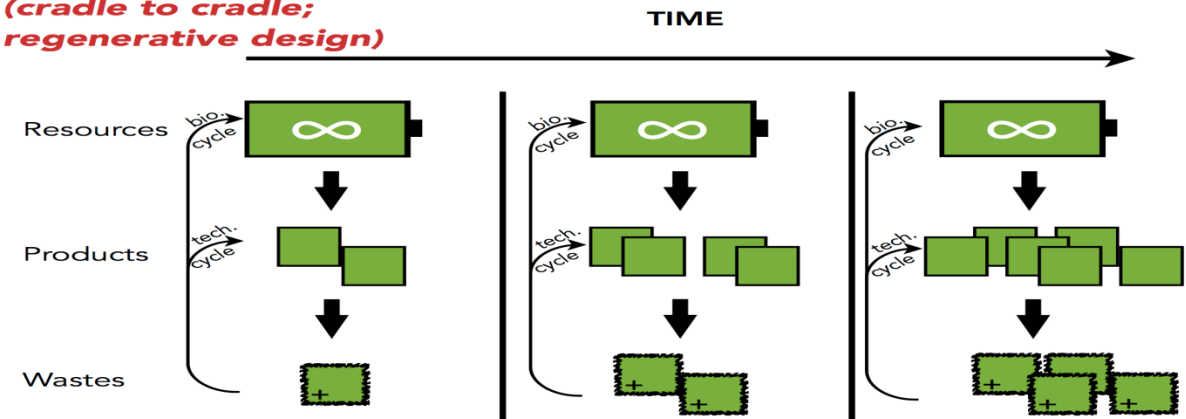 (cradle to cradle;
regenerative design)
TIME
Resources
bio.
cycle
∞
bio.
cycle
∞
bio.
cycle
∞
Products
tech.
cycle
tech.
cycle
tech.
cycle
Wastes
+
+
+
+
+
+